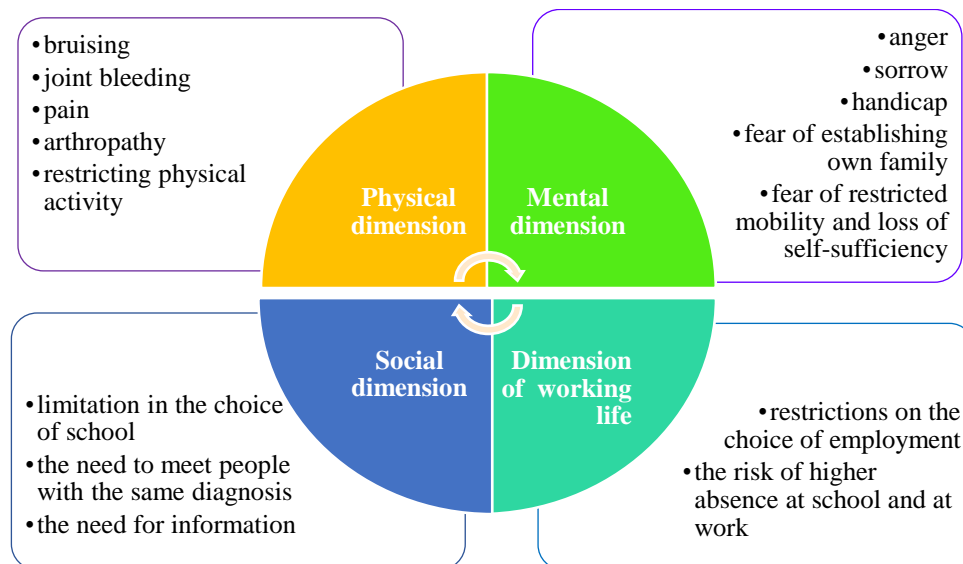 •bruising
•joint bleeding
•pain
•arthropathy
•restricting physical
activity
•anger
•sorrow
•handicap
•fear of establishing
own family
•fear of restricted
mobility and loss of
self-sufficiency
Physical
dimension
Mental
dimension
Social
dimension
Dimension
of working
life
•limitation in the choice
of school
•the need to meet people
with the same diagnosis
•the need for information
•restrictions on the
choice of employment
•the risk of higher
absence at school and at
work